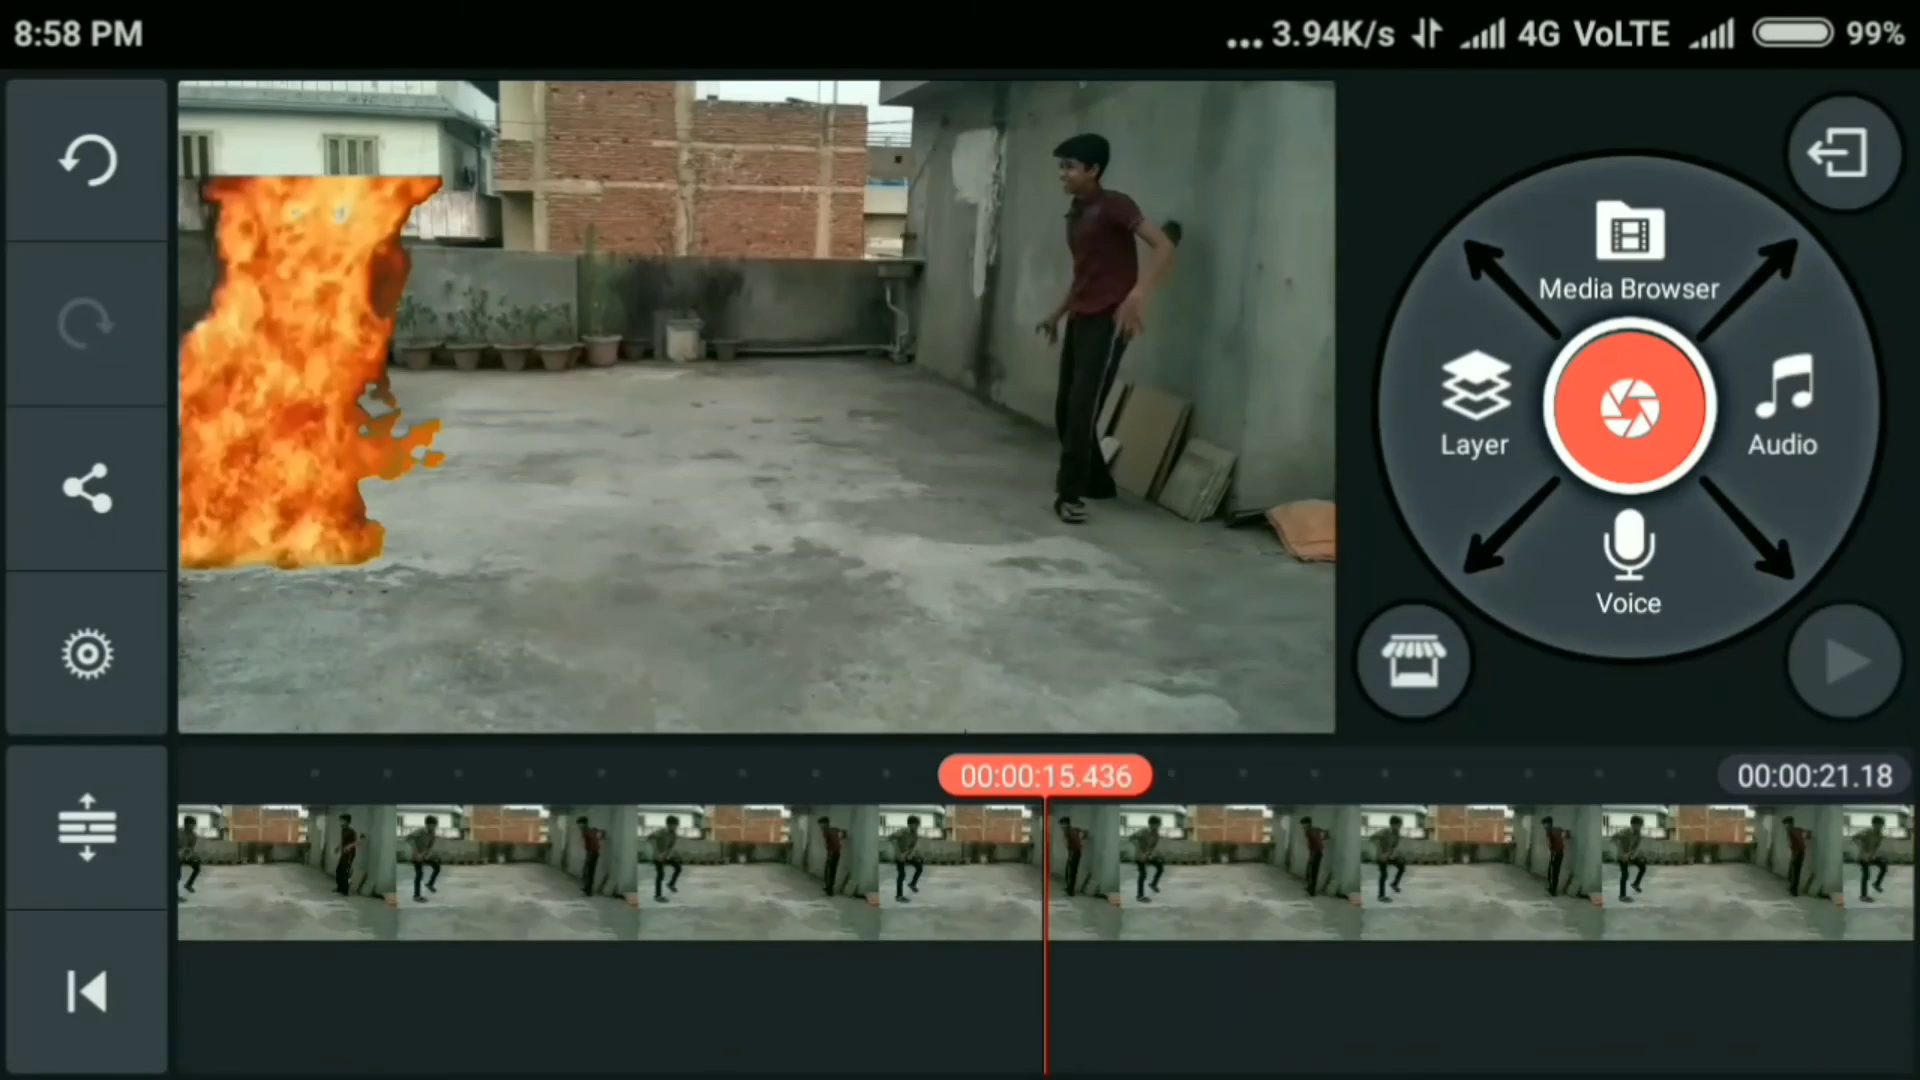 8:58 PM
... 3.94K/s 4G VoLTE 99%
Media Browser
Layer
Audio
Voice
00:00:15.436
00:00:21.18